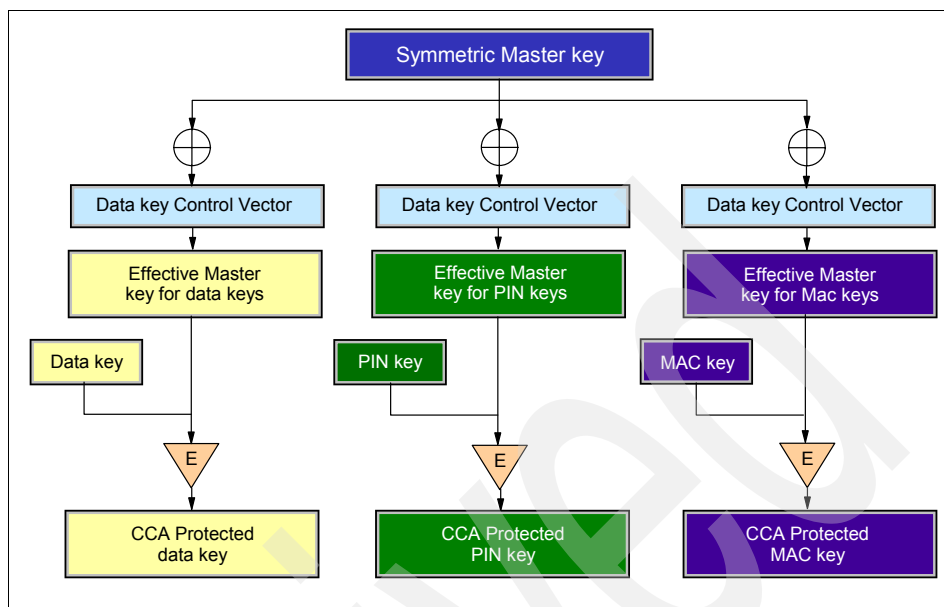 Symmetric Master key
Data key Control Vector
Data key Control Vector
Data key Control Vector
Effective Master
key for data keys
Effective Master
key for PIN keys
Effective Master
key for Mac keys
Data key
PIN key
MAC key
E
E
E
CCA Protected
data key
CCA Protected
PIN key
CCA Protected
MAC key